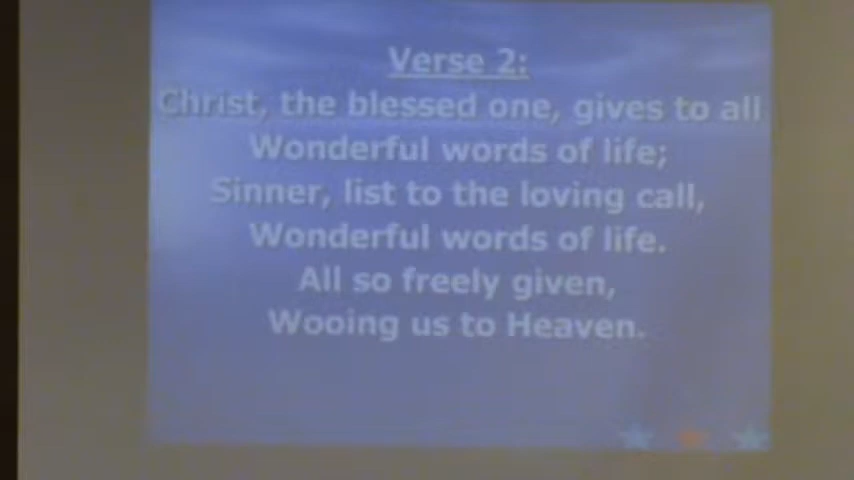 Verse 2:
Christ, the blessed one, gives to all
Wonderful words of life;
Sinner, list to the loving call,
Wonderful words of life.
All so freely given,
Wooing us to Heaven.